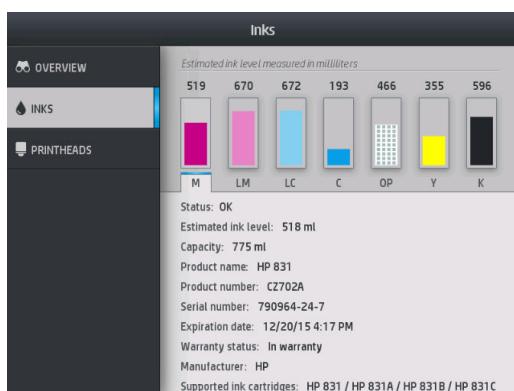 Inks
OVERVIEW
INKS
PRINTHEADS
Estimated ink level measured in milliliters
519 670 672 193 466 355 596
M LM LC C OP Y K
Status: OK
Estimated ink level: 518 ml
Capacity: 775 ml
Product name: HP 831
Product number: CZ702A
Serial number: 790964-24-7
Expiration date: 12/20/15 4:17 PM
Warranty status: In warranty
Manufacturer: HP
Supported ink cartridges: HP 831 / HP 831A / HP 831B / HP 831C